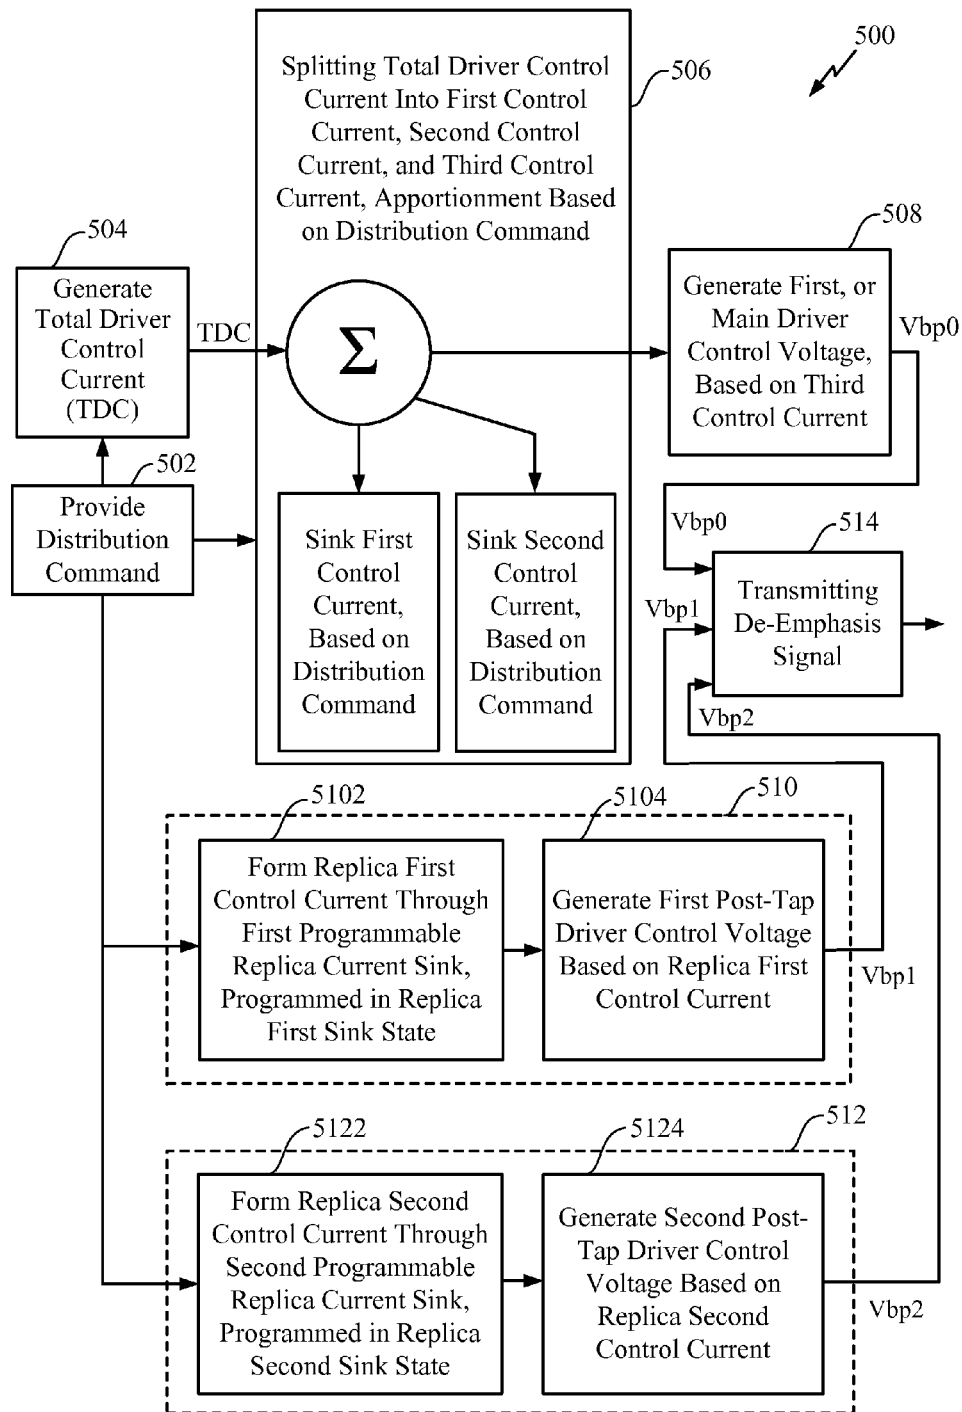 500
506
Splitting Total Driver Control
Current Into First Control
Current, Second Control
Current, and Third Control
Current, Apportionment Based
on Distribution Command
504
Generate
Total Driver
Control
Current
(TDC)
TDC
Σ
508
Generate First, or
Main Driver
Control Voltage,
Based on Third
Control Current
Vbp0
502
Provide
Distribution
Command
Sink First
Control
Current,
Based on
Distribution
Command
Sink Second
Control
Current,
Based on
Distribution
Command
Vbp0
Vbp1
Vbp2
514
Transmitting
De-Emphasis
Signal
510
5102
Form Replica First
Control Current Through
First Programmable
Replica Current Sink,
Programmed in Replica
First Sink State
5104
Generate First Post-Tap
Driver Control Voltage
Based on Replica First
Control Current
Vbp1
512
5122
Form Replica Second
Control Current Through
Second Programmable
Replica Current Sink,
Programmed in Replica
Second Sink State
5124
Generate Second Post-
Tap Driver Control
Voltage Based on
Replica Second
Control Current
Vbp2